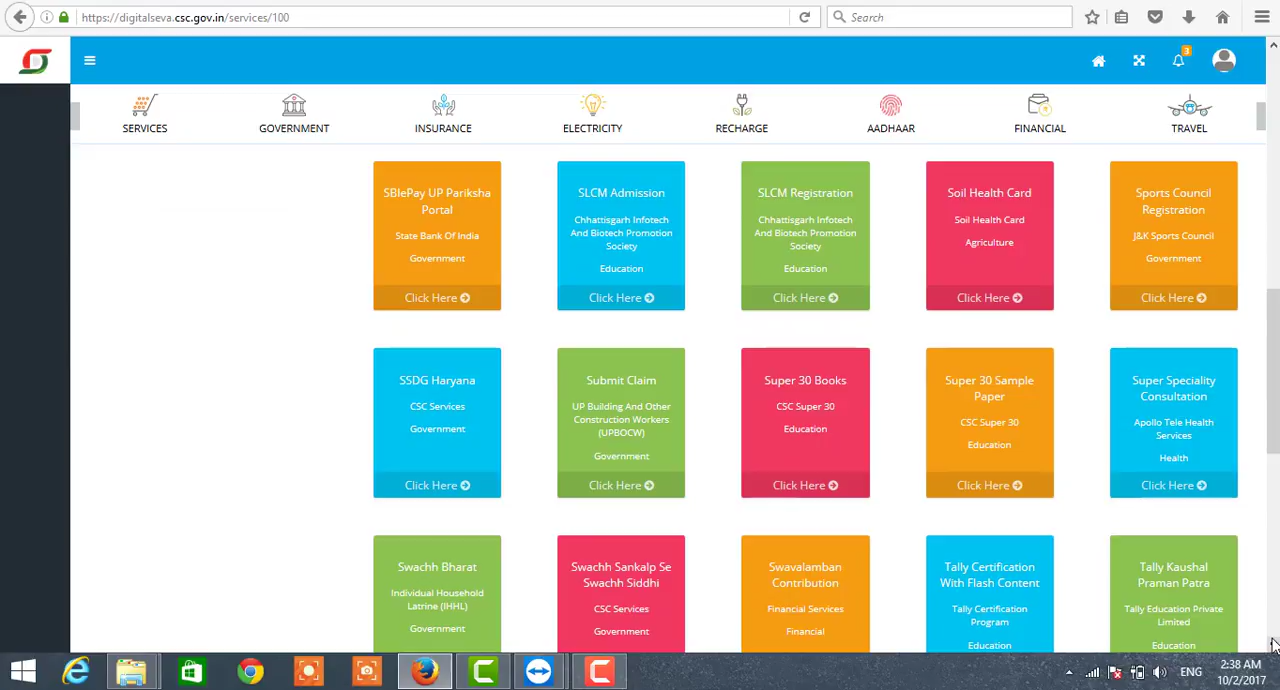 https://digitalseva.csc.gov.in/services/100
Search
3
SERVICES
GOVERNMENT
INSURANCE
ELECTRICITY
RECHARGE
AADHAAR
FINANCIAL
TRAVEL
SBIePay UP Pariksha
Portal
State Bank Of India
Government
Click Here
SLCM Admission
Chhattisgarh Infotech
And Biotech Promotion
Society
Education
Click Here
SLCM Registration
Chhattisgarh Infotech
And Biotech Promotion
Society
Education
Click Here
Soil Health Card
Soil Health Card
Agriculture
Click Here
Sports Council
Registration
J&K Sports Council
Government
Click Here
SSDG Haryana
CSC Services
Government
Click Here
Submit Claim
UP Building And Other
Construction Workers
(UPBOCW)
Government
Click Here
Super 30 Books
CSC Super 30
Education
Click Here
Super 30 Sample
Paper
CSC Super 30
Education
Click Here
Super Speciality
Consultation
Apollo Tele Health
Services
Health
Click Here
Swachh Bharat
Individual Household
Latrine (IHHL)
Government
Swachh Sankalp Se
Swachh Siddhi
CSC Services
Government
Swavalamban
Contribution
Financial Services
Financial
Tally Certification
With Flash Content
Tally Certification
Program
Education
Tally Kaushal
Praman Patra
Tally Education Private
Limited
Education
ENG
2:38 AM
10/2/2017